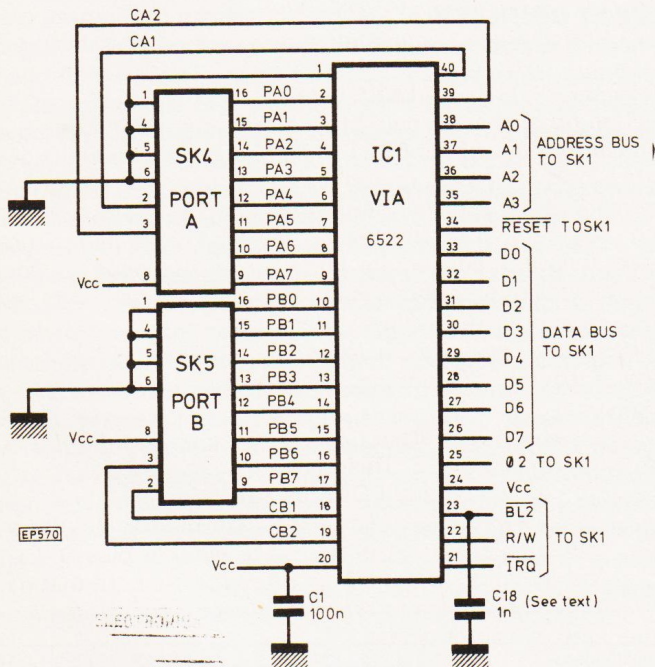 CA2
CA1
1
40
39
1
4
5
6
2
3
8
Vcc
SK4
PORT
A
16 PA0 2
15 PA1 3
14 PA2 4
13 PA3 5
12 PA4 6
11 PA5 7
10 PA6 8
9 PA7 9
IC1
VIA
6522
38 A0
37 A1
36 A2
35 A3
ADDRESS BUS
TO SK1
34 RESET TO SK1
33 D0
32 D1
31 D2
30 D3
29 D4
28 D5
27 D6
26 D7
DATA BUS
TO SK1
25 Ø2 TO SK1
24 Vcc
23 BL2
22 R/W
21 IRQ
TO SK1
1
4
5
6
8
Vcc
3
2
SK5
PORT
B
16 PB0 10
15 PB1 11
14 PB2 12
13 PB3 13
12 PB4 14
11 PB5 15
10 PB6 16
9 PB7 17
CB1 18
CB2 19
Vcc 20
EP570
C1
100n
C18 (See text)
1n